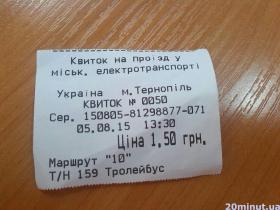 Квиток на проїзд у
міськ. електротранспорті
Україна м.Тернопіль
КВИТОК № 0050
Сер. 150805-81298877-071
05.08.15 13:30
Ціна 1,50 грн.
Маршрут "10"
Т/Н 159 Тролейбус
20minut.ua